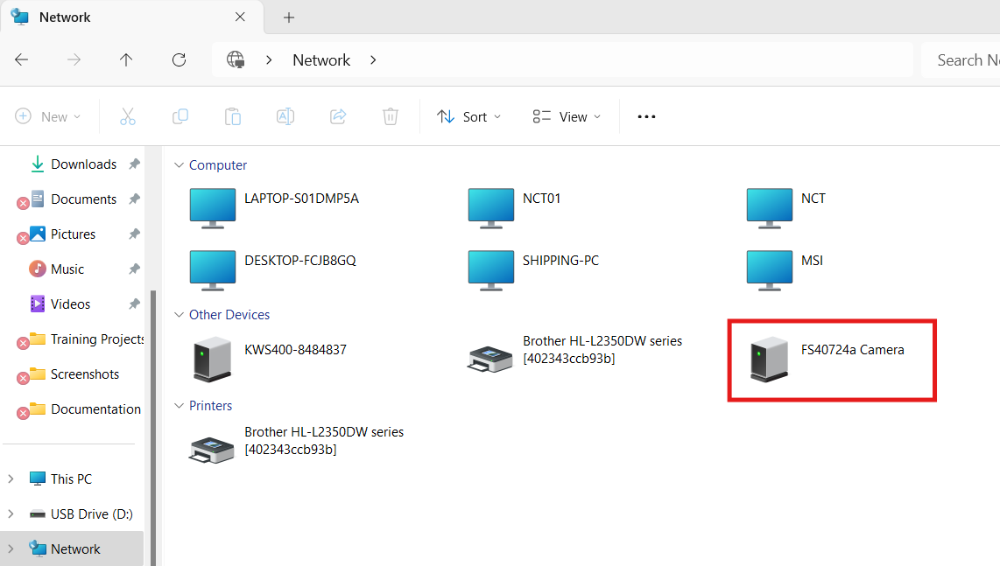 Network
Network
Search Ne
New
Sort
View
Downloads
Documents
Pictures
Music
Videos
Training Projects
Screenshots
Documentation
This PC
USB Drive (D:)
Network
Computer
LAPTOP-S01DMP5A
NCT01
NCT
DESKTOP-FCJB8GQ
SHIPPING-PC
MSI
Other Devices
KWS400-8484837
Brother HL-L2350DW series
[402343ccb93b]
FS40724a Camera
Printers
Brother HL-L2350DW series
[402343ccb93b]